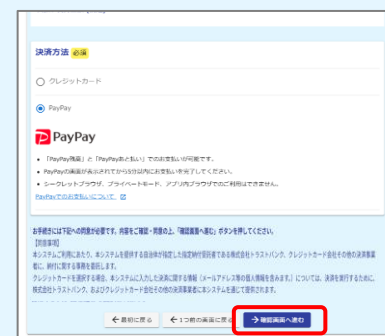 決済方法 必須
クレジットカード
PayPay
PayPay
「PayPay残高」と「PayPayあと払い」でのお支払いが可能です。
PayPayの画面が表示されてから5分以内にお支払いを完了してください。
シークレットブラウザ、プライベートモード、アプリ内ブラウザでのご利用はできません。
PayPayでのお支払いについて
お手続きには下記への同意が必要です。内容をご確認・同意の上、「確認画面へ進む」ボタンを押してください。
【同意事項】
本システムご利用にあたり、本システムを提供する自治体が指定した指定納付受託者である株式会社トラストバンク、クレジットカード会社その他の決済事業
者に、納付に関する事務を委託します。
クレジットカードを選択する場合、本システムに入力した決済に関する情報（メールアドレス等の個人情報を含みます。）については、決済を実行するために、
株式会社トラストバンク、およびクレジットカード会社その他の決済事業者に本システムを通じて提供されます。
最初に戻る
1つ前の画面に戻る
確認画面へ進む